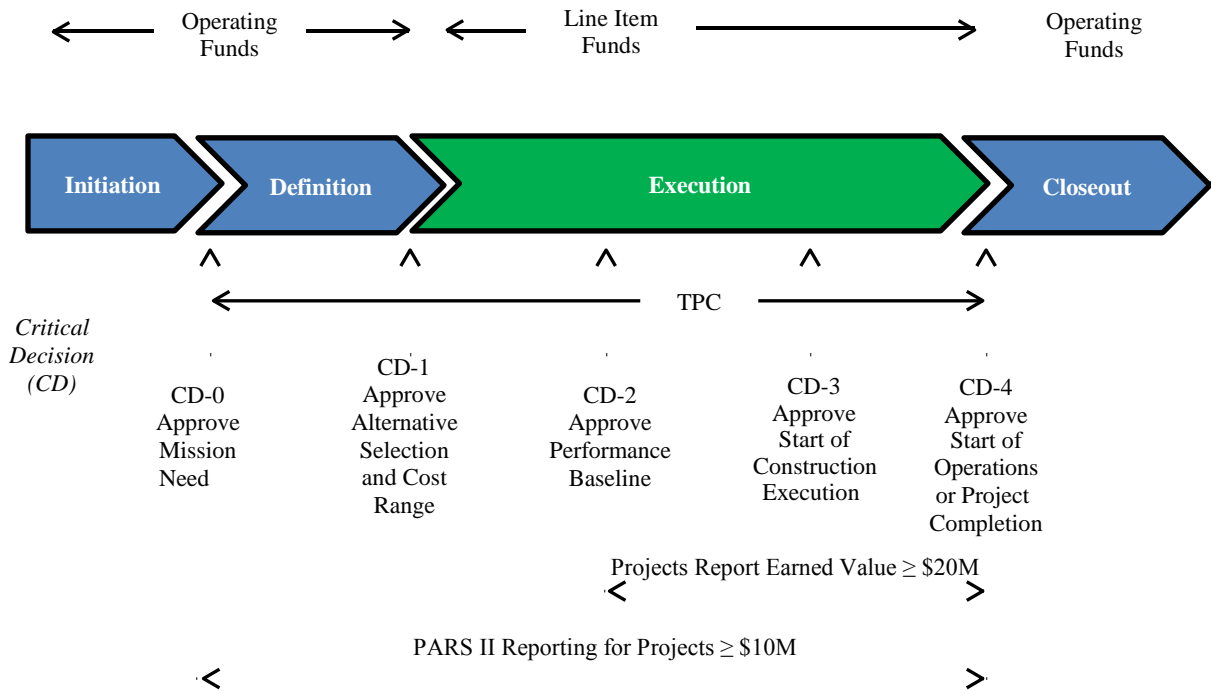 Operating
Funds
Line Item
Funds
Operating
Funds
Initiation
Definition
Execution
Closeout
TPC
Critical
Decision
(CD)
CD-0
Approve
Mission
Need
CD-1
Approve
Alternative
Selection
and Cost
Range
CD-2
Approve
Performance
Baseline
CD-3
Approve
Start of
Construction
Execution
CD-4
Approve
Start of
Operations
or Project
Completion
Projects Report Earned Value ≥ $20M
PARS II Reporting for Projects ≥ $10M